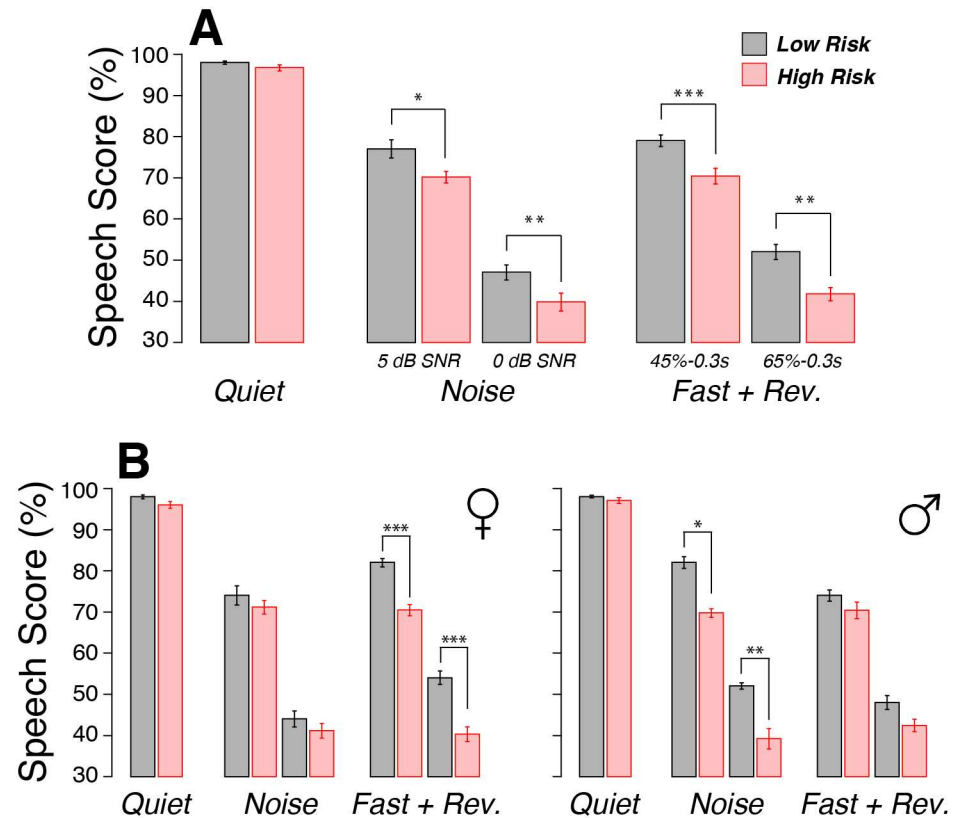 A
Low Risk
High Risk
Speech Score (%)
100
90
80
70
60
50
40
30
*
**
***
**
5 dB SNR 0 dB SNR 45%-0.3s 65%-0.3s
Quiet Noise Fast + Rev.
B
♀ ♂
Speech Score (%)
100
90
80
70
60
50
40
30
***
***
*
**
Quiet Noise Fast + Rev. Quiet Noise Fast + Rev.